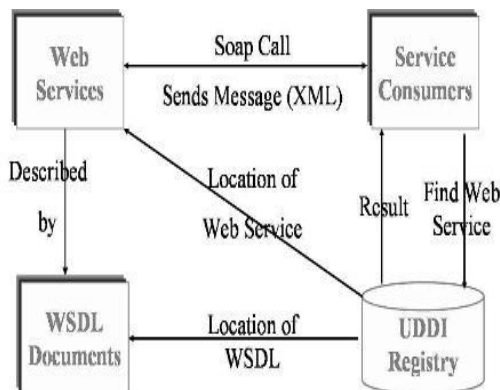 Web
Services
Soap Call
Sends Message (XML)
Service
Consumers
Described
by
Location of
Web Service
Result
Find Web
Service
WSDL
Documents
Location of
WSDL
UDDI
Registry